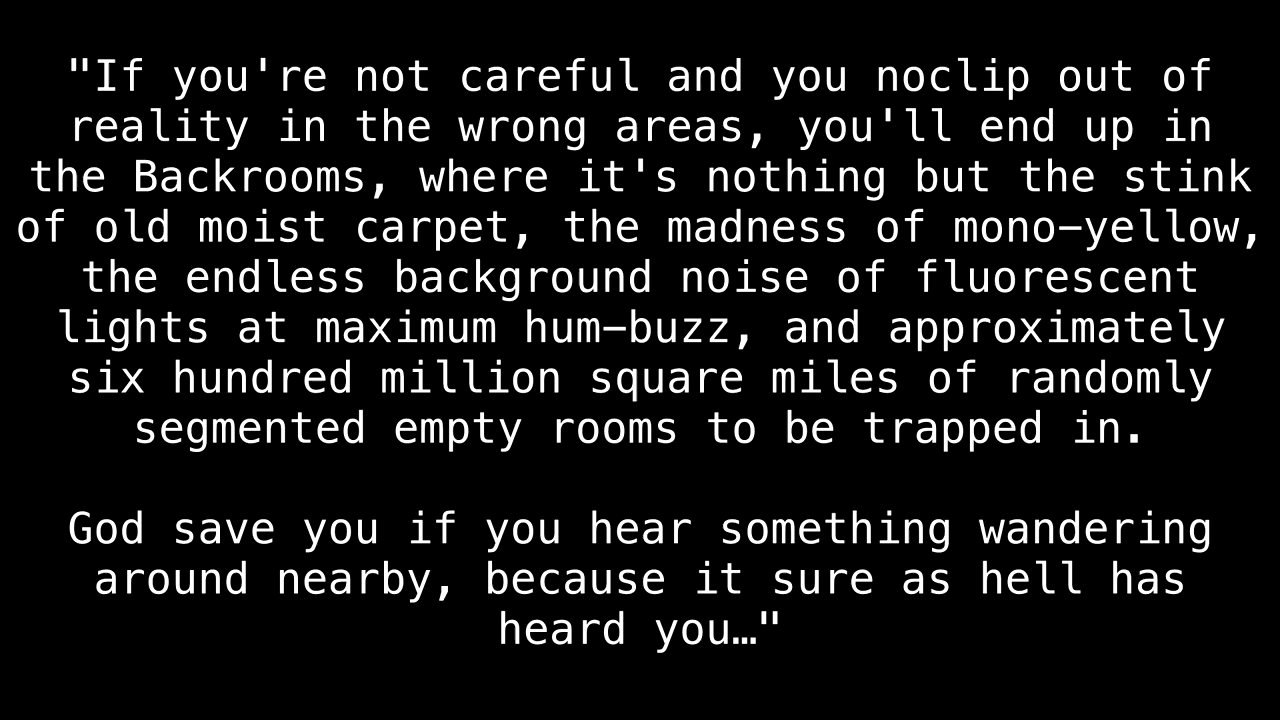 "If you're not careful and you noclip out of
reality in the wrong areas, you'll end up in
the Backrooms, where it's nothing but the stink
of old moist carpet, the madness of mono-yellow,
the endless background noise of fluorescent
lights at maximum hum-buzz, and approximately
six hundred million square miles of randomly
segmented empty rooms to be trapped in.
God save you if you hear something wandering
around nearby, because it sure as hell has
heard you…"